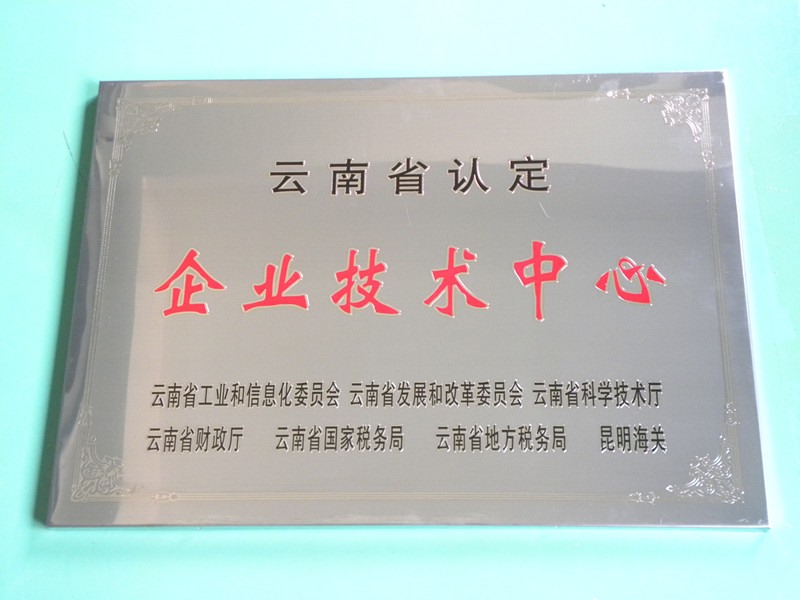 云南省认定
企业技术中心
云南省工业和信息化委员会 云南省发展和改革委员会 云南省科学技术厅
云南省财政厅 云南省国家税务局 云南省地方税务局 昆明海关